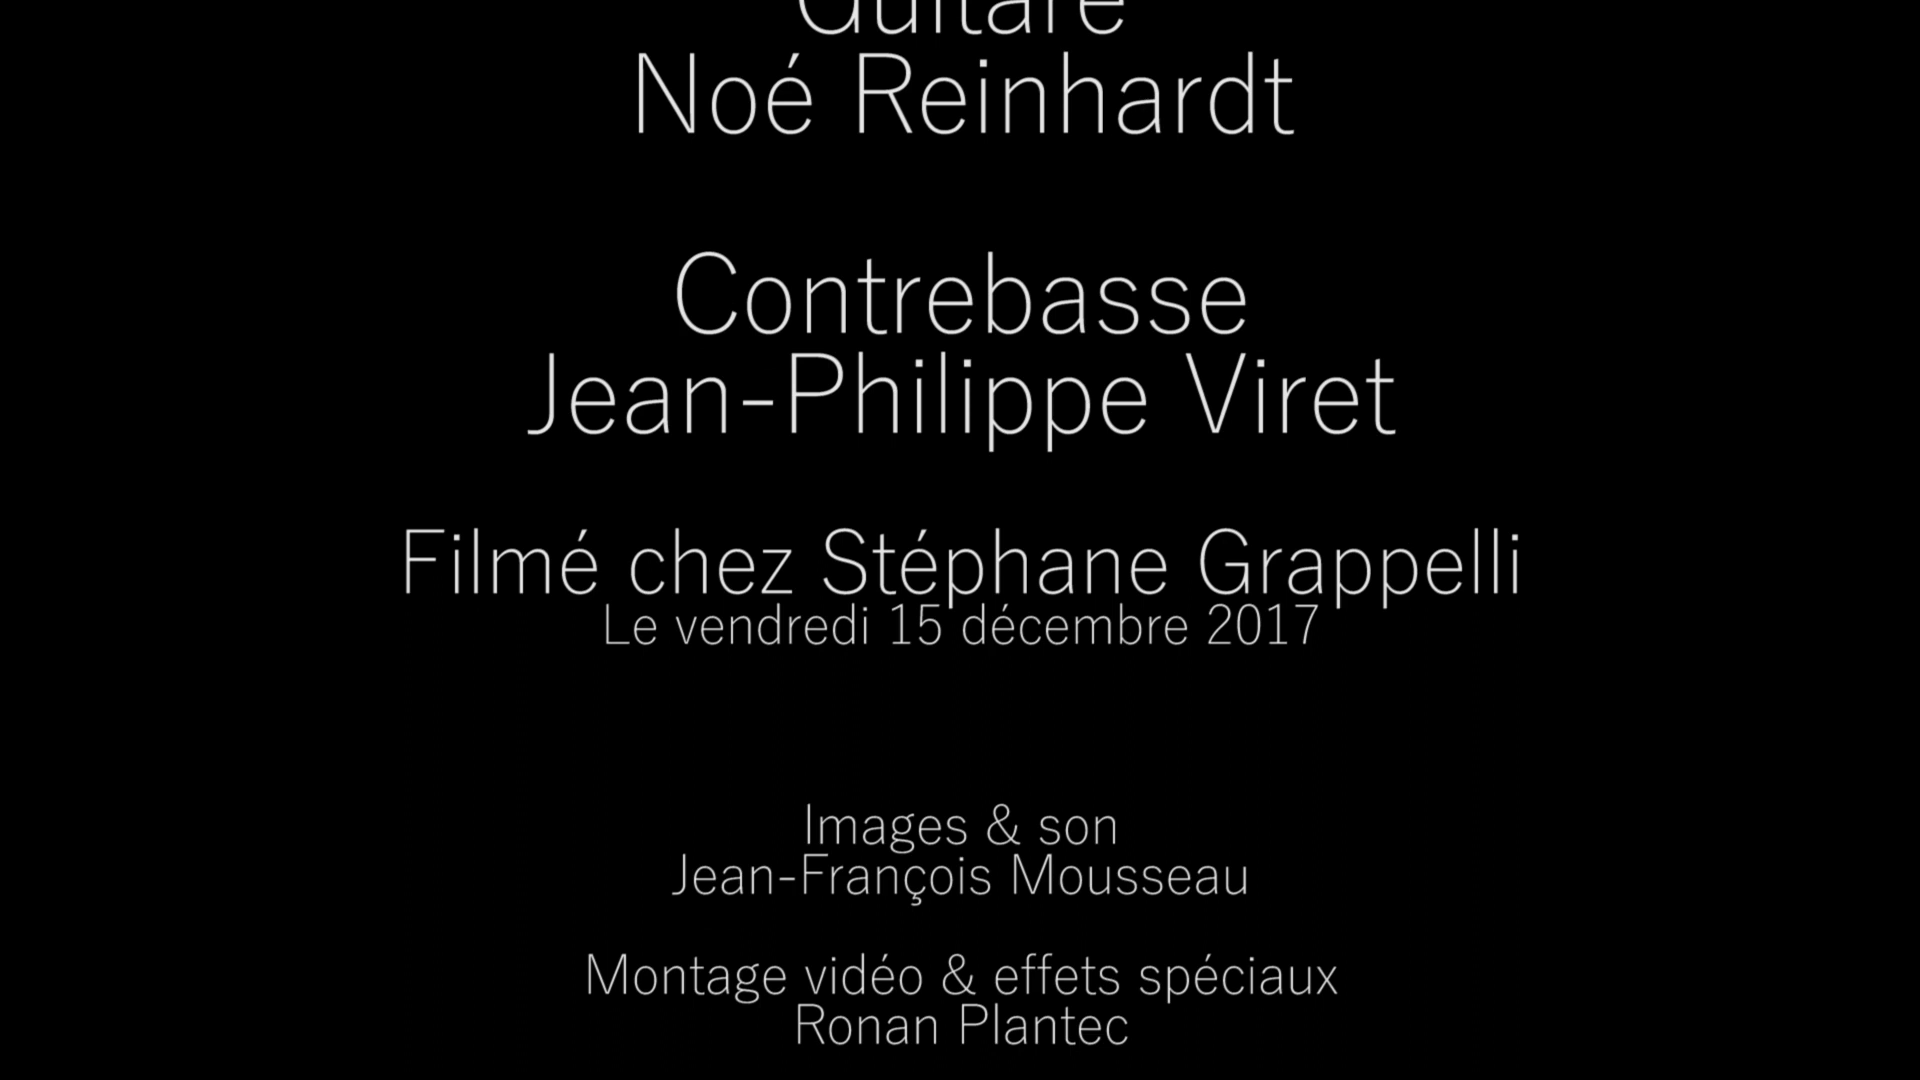 Guitare
Noé Reinhardt
Contrebasse
Jean-Philippe Viret
Filmé chez Stéphane Grappelli
Le vendredi 15 décembre 2017
Images & son
Jean-François Mousseau
Montage vidéo & effets spéciaux
Ronan Plantec